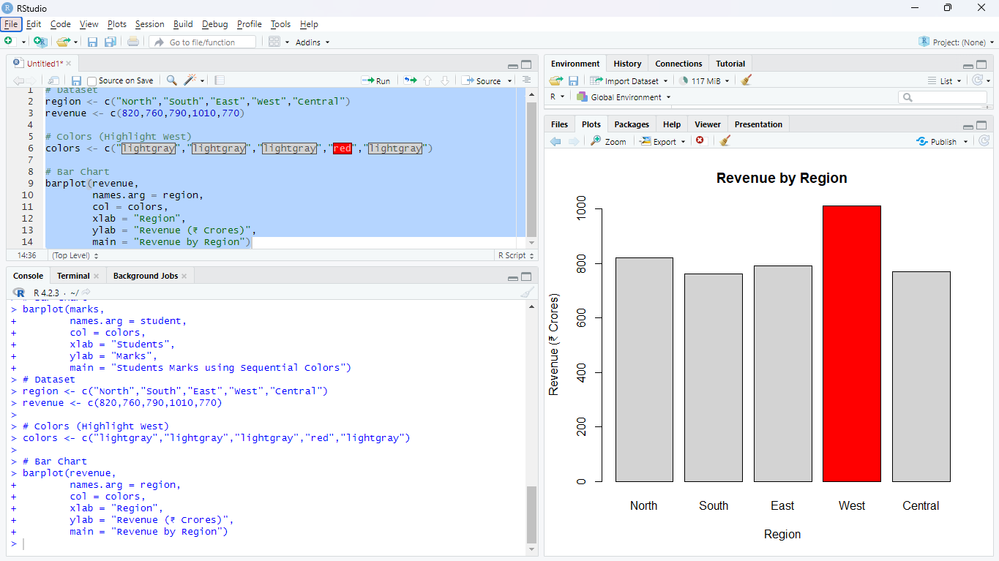 RStudio
File Edit Code View Plots Session Build Debug Profile Tools Help
Go to file/function Addins Project: (None)
Untitled1*
Source on Save Run Source
1 # Dataset
2 region <- c("North","South","East","West","Central")
3 revenue <- c(820,760,790,1010,770)
4
5 # Colors (Highlight West)
6 colors <- c("lightgray","lightgray","lightgray","red","lightgray")
7
8 # Bar Chart
9 barplot(revenue,
10 names.arg = region,
11 col = colors,
12 xlab = "Region",
13 ylab = "Revenue (₹ Crores)",
14 main = "Revenue by Region")
14:36 (Top Level) R Script
Console Terminal Background Jobs
R 4.2.3 · ~/
> # Bar Chart
> barplot(marks,
+ names.arg = student,
+ col = colors,
+ xlab = "Students",
+ ylab = "Marks",
+ main = "Students Marks using Sequential Colors")
> # Dataset
> region <- c("North","South","East","West","Central")
> revenue <- c(820,760,790,1010,770)
>
> # Colors (Highlight West)
> colors <- c("lightgray","lightgray","lightgray","red","lightgray")
>
> # Bar Chart
> barplot(revenue,
+ names.arg = region,
+ col = colors,
+ xlab = "Region",
+ ylab = "Revenue (₹ Crores)",
+ main = "Revenue by Region")
>
Environment History Connections Tutorial
Import Dataset 117 MiB List
R Global Environment
Files Plots Packages Help Viewer Presentation
Zoom Export Publish
Revenue by Region
Revenue (₹ Crores)
1000
800
600
400
200
0
North South East West Central
Region